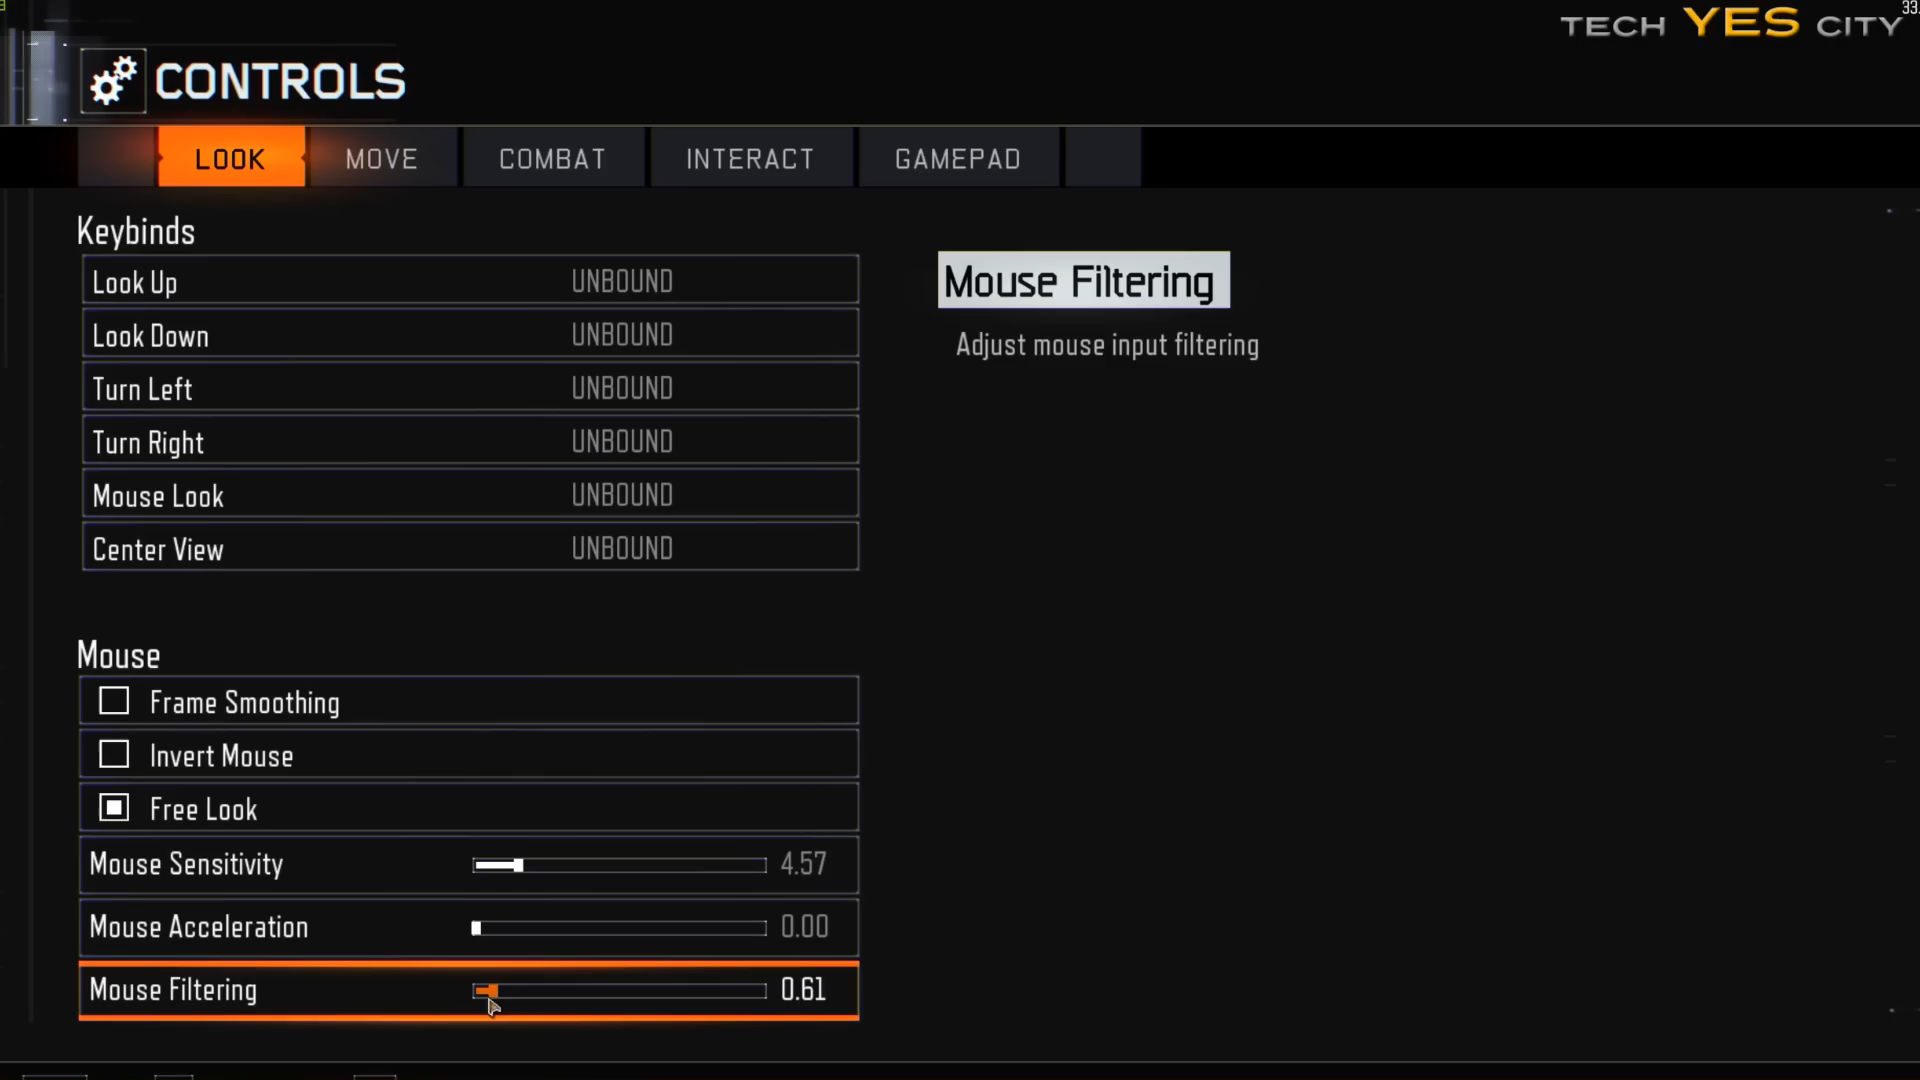 33
TECH YES CITY
CONTROLS
LOOK
MOVE
COMBAT
INTERACT
GAMEPAD
Keybinds
Look Up UNBOUND
Look Down UNBOUND
Turn Left UNBOUND
Turn Right UNBOUND
Mouse Look UNBOUND
Center View UNBOUND
Mouse Filtering
Adjust mouse input filtering
Mouse
Frame Smoothing
Invert Mouse
Free Look
Mouse Sensitivity 4.57
Mouse Acceleration 0.00
Mouse Filtering 0.61